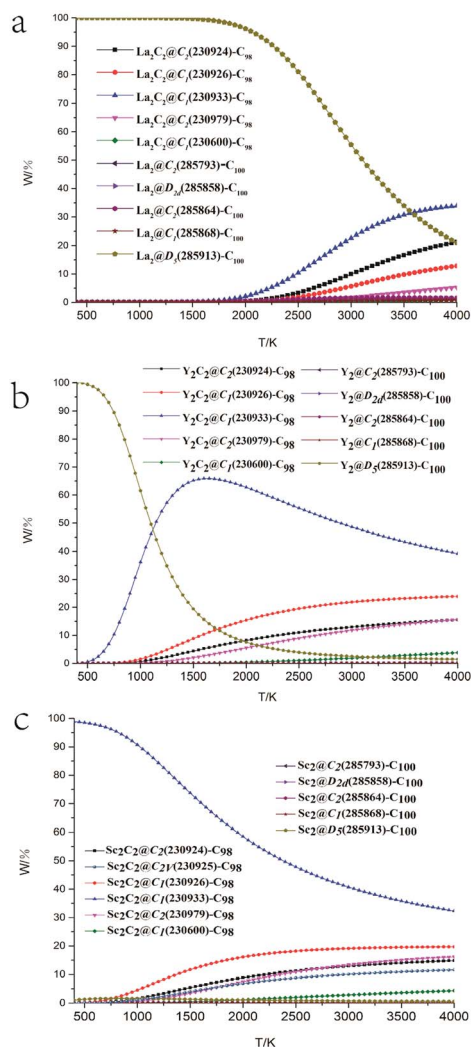 a
100
90
80
70
60
50
40
30
20
10
0
W/%
La2C2@C2(230924)-C98
La2C2@C1(230926)-C98
La2C2@C1(230933)-C98
La2C2@C2(230979)-C98
La2C2@C1(230600)-C98
La2@C2(285793)-C100
La2@D2d(285858)-C100
La2@C2(285864)-C100
La2@C1(285868)-C100
La2@D5(285913)-C100
500 1000 1500 2000 2500 3000 3500 4000
T/K
b
Y2C2@C2(230924)-C98 Y2@C2(285793)-C100
Y2C2@C1(230926)-C98 Y2@D2d(285858)-C100
Y2C2@C1(230933)-C98 Y2@C2(285864)-C100
Y2C2@C2(230979)-C98 Y2@C1(285868)-C100
Y2C2@C1(230600)-C98 Y2@D5(285913)-C100
100
90
80
70
60
50
40
30
20
10
0
W/%
500 1000 1500 2000 2500 3000 3500 4000
T/K
c
100
90
80
70
60
50
40
30
20
10
0
W/%
Sc2@C2(285793)-C100
Sc2@D2d(285858)-C100
Sc2@C2(285864)-C100
Sc2@C1(285868)-C100
Sc2@D5(285913)-C100
Sc2C2@C2(230924)-C98
Sc2C2@C2V(230925)-C98
Sc2C2@C1(230926)-C98
Sc2C2@C1(230933)-C98
Sc2C2@C2(230979)-C98
Sc2C2@C1(230600)-C98
500 1000 1500 2000 2500 3000 3500 4000
T/K